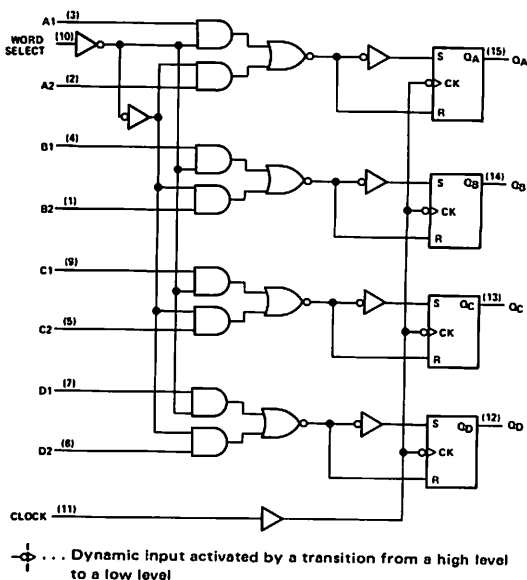 A1 (3)
WORD SELECT (10)
A2 (2)
S QA (15) QA
CK
R
B1 (4)
B2 (1)
S QB (14) QB
CK
R
C1 (9)
C2 (5)
S QC (13) QC
CK
R
D1 (7)
D2 (6)
S QD (12) QD
CK
R
CLOCK (11)
... Dynamic input activated by a transition from a high level
to a low level